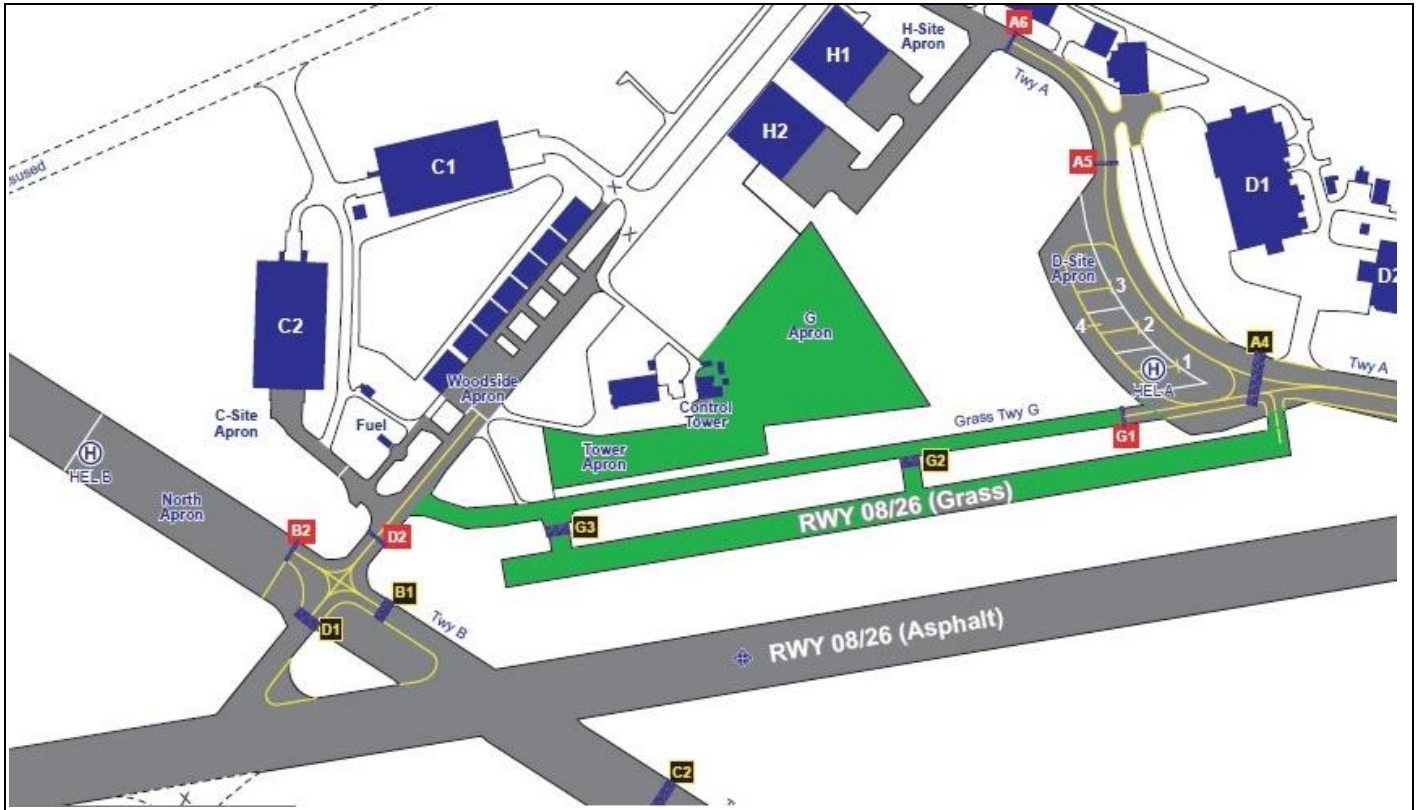 A6
H-Site
Apron
H1
Twy A
H2
C1
A5
D1
D-Site
Apron
3
G
Apron
C2
4
2
1
H
HEL A
A4
Twy A
Woodside
Apron
C-Site
Apron
Fuel
Control
Tower
Grass Twy G
G1
H
HEL B
Tower
Apron
G2
North
Apron
RWY 08/26 (Grass)
G3
B2
D2
B1
D1
Twy B
RWY 08/26 (Asphalt)
C2